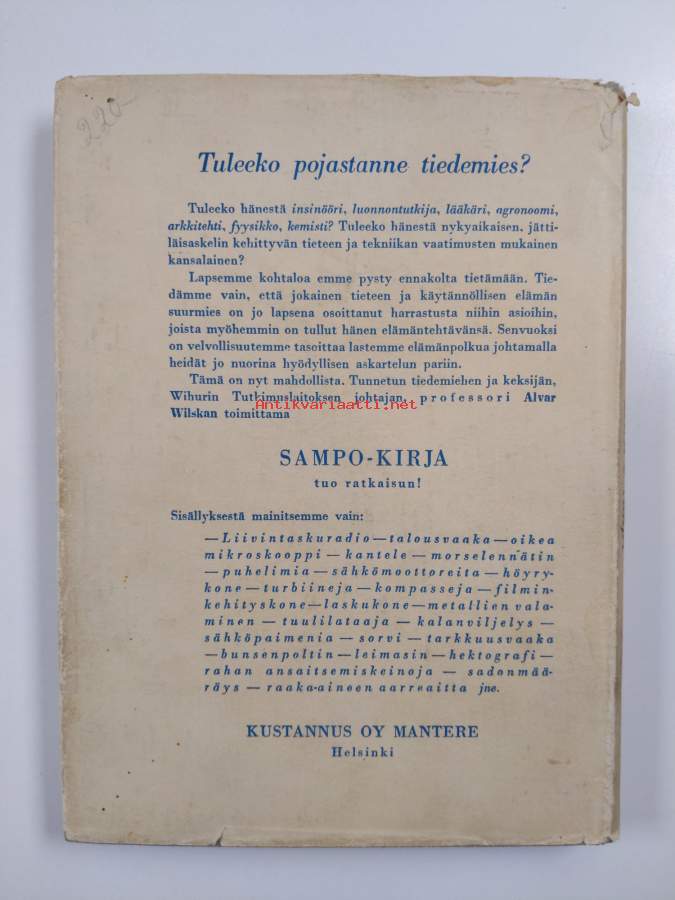 220-
Tuleeko pojastanne tiedemies?
Tuleeko hänestä insinööri, luonnontutkija, lääkäri, agronoomi,
arkkitehti, fyysikko, kemisti? Tuleeko hänestä nykyaikaisen, jätti-
läisaskelin kehittyvän tieteen ja tekniikan vaatimusten mukainen
kansalainen?
Lapsemme kohtaloa emme pysty ennakolta tietämään. Tie-
dämme vain, että jokainen tieteen ja käytännöllisen elämän
suurmies on jo lapsena osoittanut harrastusta niihin asioihin,
joista myöhemmin on tullut hänen elämäntehtävänsä. Senvuoksi
on velvollisuutemme tasoittaa lastemme elämänpolkua johtamalla
heidät jo nuorina hyödyllisen askartelun pariin.
Tämä on nyt mahdollista. Tunnetun tiedemiehen ja keksijän,
Wihurin Tutkimuslaitoksen johtajan, professori Alvar
Antikvariaatti.net
Wilskan toimittama
SAMPO-KIRJA
tuo ratkaisun!
Sisällyksestä mainitsemme vain:
—Liivintaskuradio—talousvaaka—oikea
mikroskooppi — kantele — morselennätin
—puhelimia — sähkömoottoreita — höyry-
kone — turbiineja — kompasseja — filmin-
kehityskone—laskukone—metallien vala-
minen — tuulilataaja — kalanviljelys —
sähköpaimenia — sorvi — tarkkuusvaaka
—bunsenpoltin—leimasin—hektografi—
rahan ansaitsemiskeinoja — sadonmää-
räys — raaka-aineen aarreaitta jne.
KUSTANNUS OY MANTERE
Helsinki